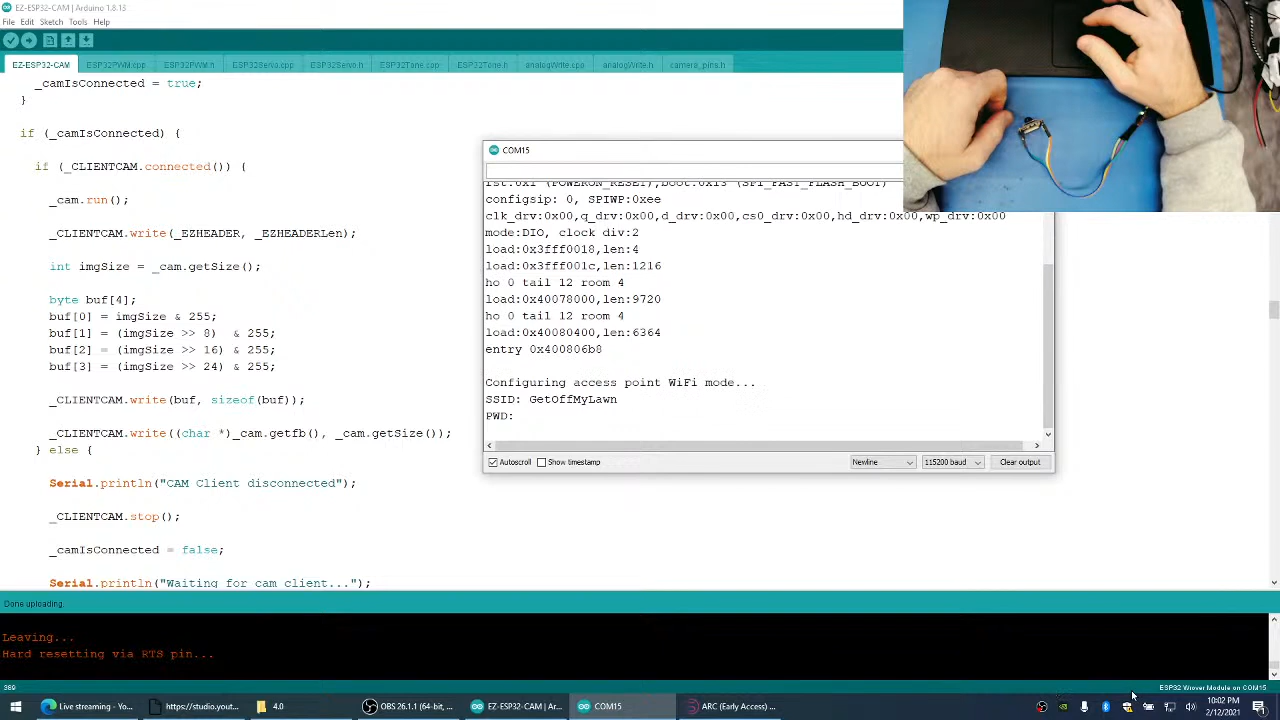 EZ-ESP32-CAM | Arduino 1.8.13
File Edit Sketch Tools Help
EZ-ESP32-CAM ESP32PWM.cpp ESP32PWM.h ESP32Servo.cpp ESP32Servo.h ESP32Tone.cpp ESP32Tone.h analogWrite.cpp analogWrite.h camera_pins.h
_camIsConnected = true;
}
if (_camIsConnected) {
if (_CLIENTCAM.connected()) {
_cam.run();
_CLIENTCAM.write(_EZHEADER, _EZHEADERLen);
int imgSize = _cam.getSize();
byte buf[4];
buf[0] = imgSize & 255;
buf[1] = (imgSize >> 8) & 255;
buf[2] = (imgSize >> 16) & 255;
buf[3] = (imgSize >> 24) & 255;
_CLIENTCAM.write(buf, sizeof(buf));
_CLIENTCAM.write((char *)_cam.getfb(), _cam.getSize());
} else {
Serial.println("CAM Client disconnected");
_CLIENTCAM.stop();
_camIsConnected = false;
Serial.println("Waiting for cam client...");
COM15
rst:0x1 (POWERON_RESET),boot:0x13 (SPI_FAST_FLASH_BOOT)
configsip: 0, SPIWP:0xee
clk_drv:0x00,q_drv:0x00,d_drv:0x00,cs0_drv:0x00,hd_drv:0x00,wp_drv:0x00
mode:DIO, clock div:2
load:0x3fff0018,len:4
load:0x3fff001c,len:1216
ho 0 tail 12 room 4
load:0x40078000,len:9720
ho 0 tail 12 room 4
load:0x40080400,len:6364
entry 0x400806b8
Configuring access point WiFi mode...
SSID: GetOffMyLawn
PWD:
Autoscroll Show timestamp Newline 115200 baud Clear output
Done uploading.
Leaving...
Hard resetting via RTS pin...
389 ESP32 Wrover Module on COM15
Live streaming - Yo... https://studio.yout... 4.0 OBS 26.1.1 (64-bit, ... EZ-ESP32-CAM | Ar... COM15 ARC (Early Access) ...
10:02 PM
2/12/2021